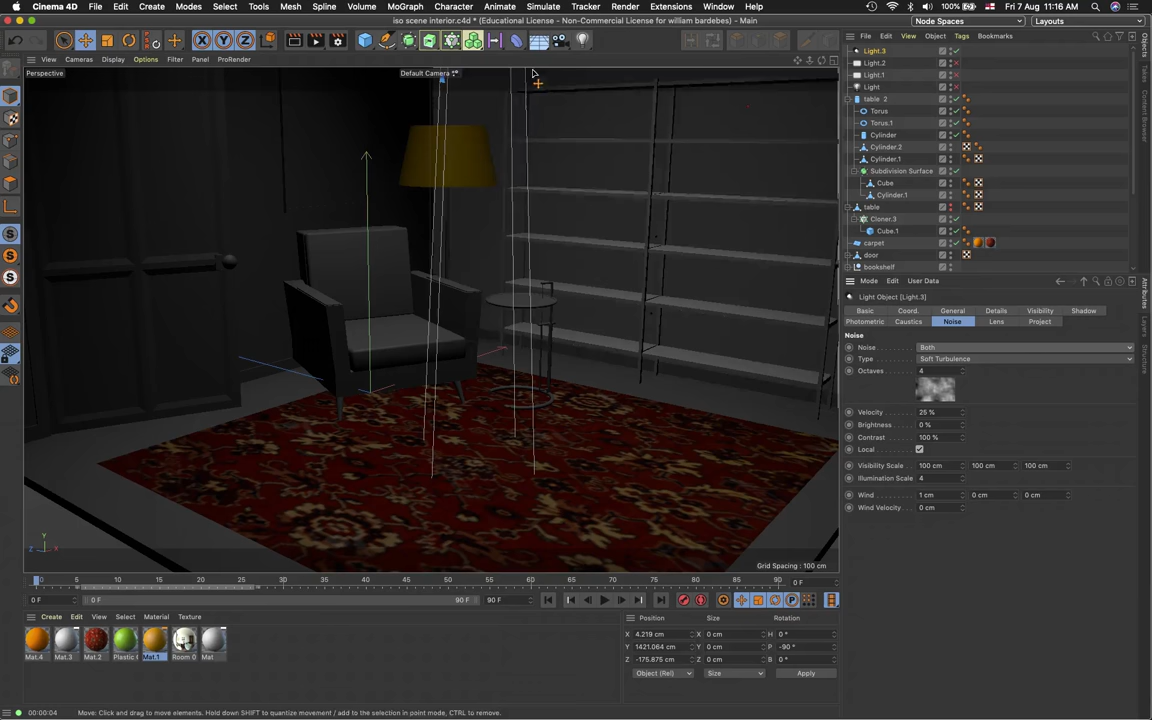 Cinema 4D File Edit Create Modes Select Tools Mesh Spline Volume MoGraph Character Animate Simulate Tracker Render Extensions Window Help 100% Fri 7 Aug 11:16 AM
iso scene interior.c4d * (Educational License - Non-Commercial License for william bardebes) - Main Node Spaces Layouts
X Y Z
File Edit View Object Tags Bookmarks
View Cameras Display Options Filter Panel ProRender
Perspective
Default Camera
Light.3
Light.2
Light.1
Light
table 2
Torus
Torus.1
Cylinder
Cylinder.2
Cylinder.1
Subdivision Surface
Cube
Cylinder.1
table
Cloner.3
Cube.1
carpet
door
bookshelf
Objects
Takes
Content Browser
Mode Edit User Data
Light Object [Light.3]
Basic Coord. General Details Visibility Shadow
Photometric Caustics Noise Lens Project
Noise
Noise: Both
Type Soft Turbulence
Octaves 4
Velocity 25 %
Brightness 0 %
Contrast 100 %
Local
Visibility Scale 100 cm 100 cm 100 cm
Illumination Scale 4
Wind 1 cm 0 cm 0 cm
Wind Velocity 0 cm
Attributes
Layers
Structure
Y
Z X
Grid Spacing : 100 cm
0 5 10 15 20 25 30 35 40 45 50 55 60 65 70 75 80 85 90 0 F
0 F 0 F 90 F 90 F
Create Edit View Select Material Texture
Mat.4 Mat.3 Mat.2 Plastic Mat.1 Room 0 Mat
Position Size Rotation
X 4.219 cm 0 cm H 0 °
Y 1421.064 cm 0 cm P -90 °
Z -175.875 cm 0 cm B 0 °
Object (Rel) Size Apply
00:00:04 Move: Click and drag to move elements. Hold down SHIFT to quantize movement / add to the selection in point mode, CTRL to remove.